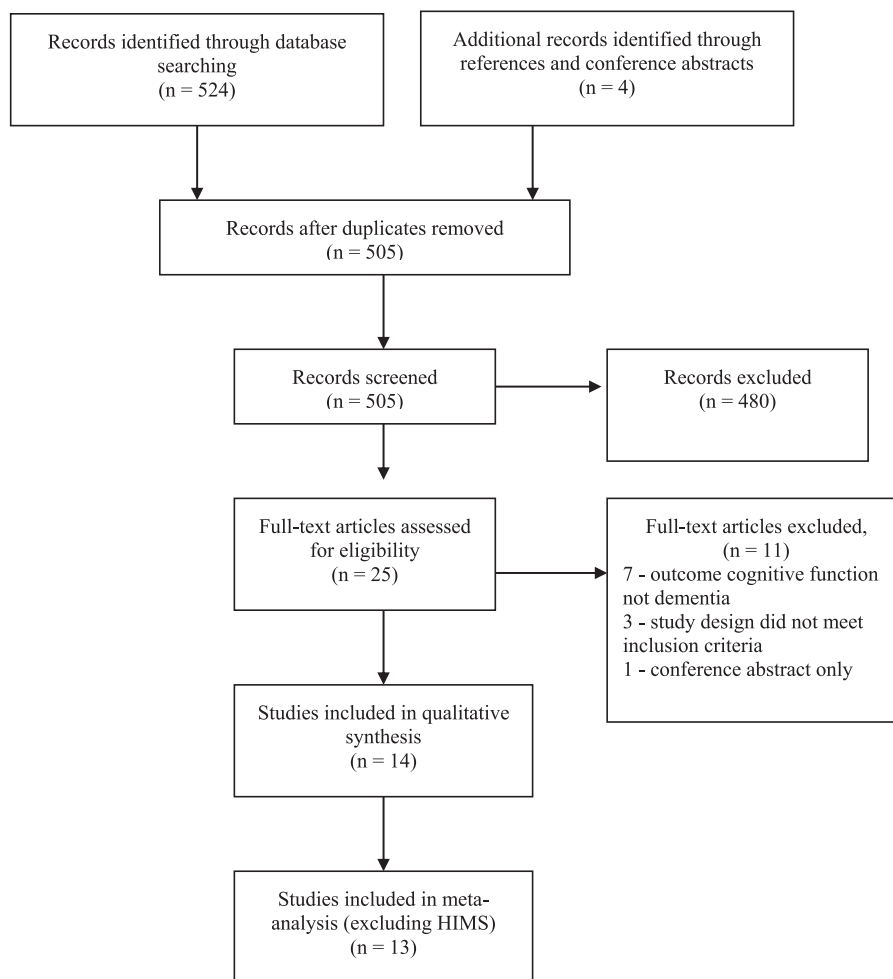 Records identified through database
searching
(n = 524)
Additional records identified through
references and conference abstracts
(n = 4)
Records after duplicates removed
(n = 505)
Records screened
(n = 505)
Records excluded
(n = 480)
Full-text articles assessed
for eligibility
(n = 25)
Full-text articles excluded,
(n = 11)
7 - outcome cognitive function
not dementia
3 - study design did not meet
inclusion criteria
1 - conference abstract only
Studies included in qualitative
synthesis
(n = 14)
Studies included in meta-
analysis (excluding HIMS)
(n = 13)